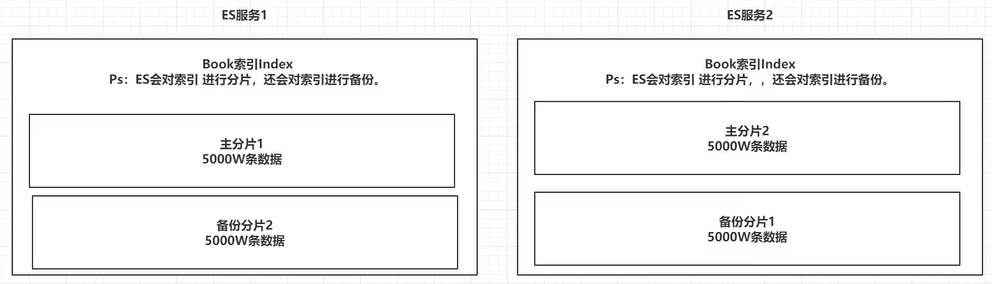 ES服务1
Book索引Index
Ps：ES会对索引 进行分片，还会对索引进行备份。
主分片1
5000W条数据
备份分片2
5000W条数据
ES服务2
Book索引Index
Ps：ES会对索引 进行分片，，还会对索引进行备份。
主分片2
5000W条数据
备份分片1
5000W条数据